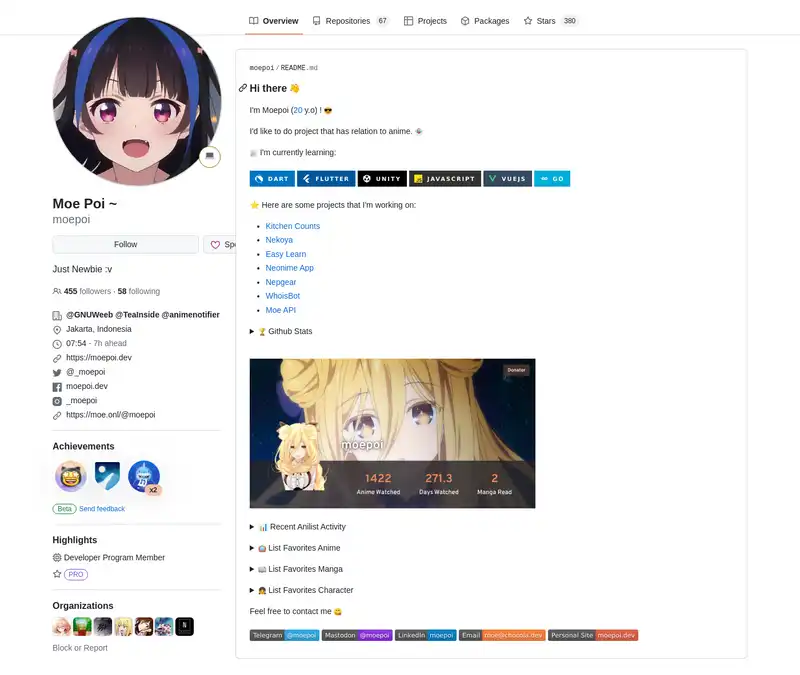 Overview
Repositories 67
Projects
Packages
Stars 380
Moe Poi ~
moepoi
Follow
Spo
Just Newbie :v
455 followers · 58 following
@GNUWeeb @TeaInside @animenotifier
Jakarta, Indonesia
07:54 - 7h ahead
https://moepoi.dev
@_moepoi
moepoi.dev
_moepoi
https://moe.onl/@moepoi
Achievements
x2
Beta Send feedback
Highlights
Developer Program Member
PRO
Organizations
N
Block or Report
moepoi / README.md
Hi there 👋
I'm Moepoi (20 y.o) ! 😎
I'd like to do project that has relation to anime.
I'm currently learning:
DART FLUTTER UNITY JAVASCRIPT VUEJS GO
⭐ Here are some projects that I'm working on:
• Kitchen Counts
• Nekoya
• Easy Learn
• Neonime App
• Nepgear
• WhoisBot
• Moe API
▶ 🏆 Github Stats
Donator
moepoi
1422 271.3 2
Anime Watched Days Watched Manga Read
▶ 📊 Recent Anilist Activity
▶ List Favorites Anime
▶ 📖 List Favorites Manga
▶ 👧 List Favorites Character
Feel free to contact me 😋
Telegram @moepoi Mastodon @moepoi LinkedIn moepoi Email moe@chocola.dev Personal Site moepoi.dev